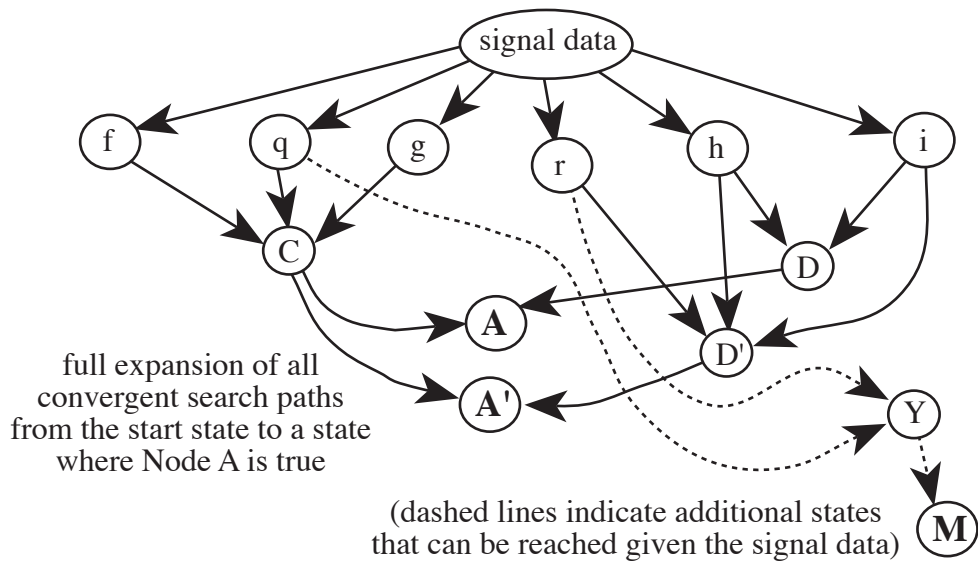 signal data
f
q
g
r
h
i
C
D
A
D'
A'
Y
M
full expansion of all
convergent search paths
from the start state to a state
where Node A is true
(dashed lines indicate additional states
that can be reached given the signal data)